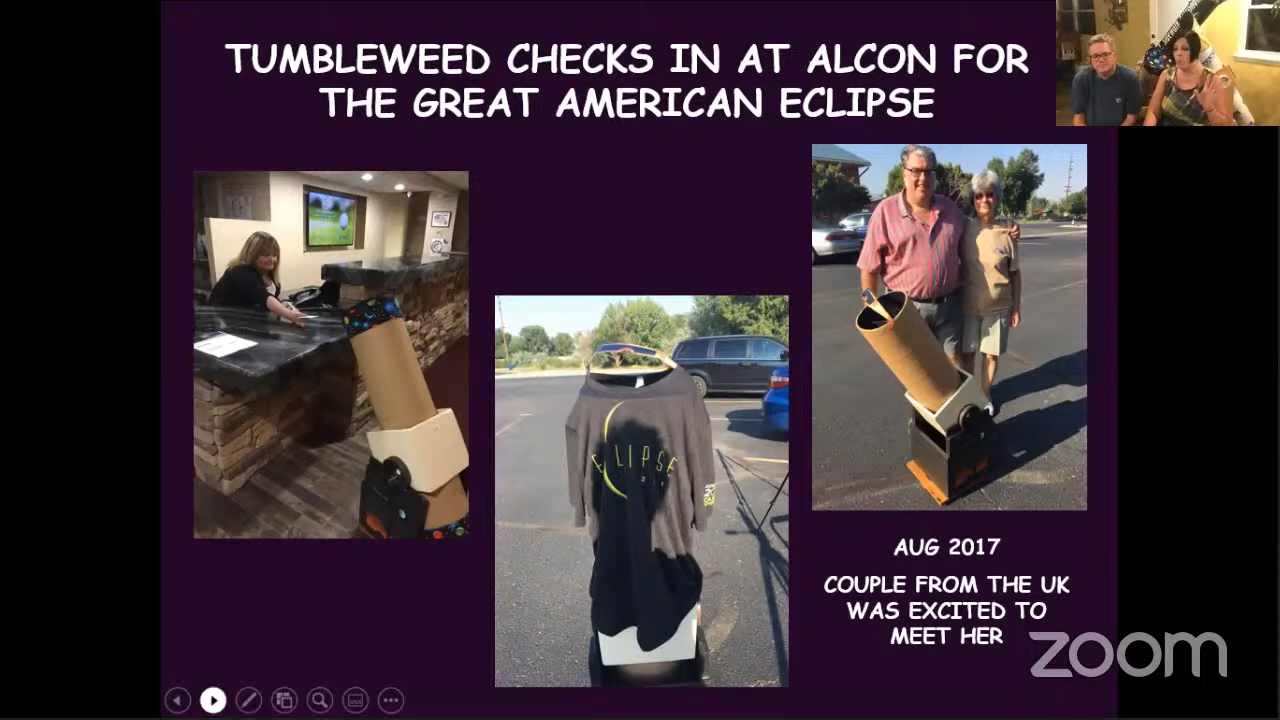 TUMBLEWEED CHECKS IN AT ALCON FOR
THE GREAT AMERICAN ECLIPSE
ECLIPSE
AUG 2017
COUPLE FROM THE UK
WAS EXCITED TO
MEET HER
zoom